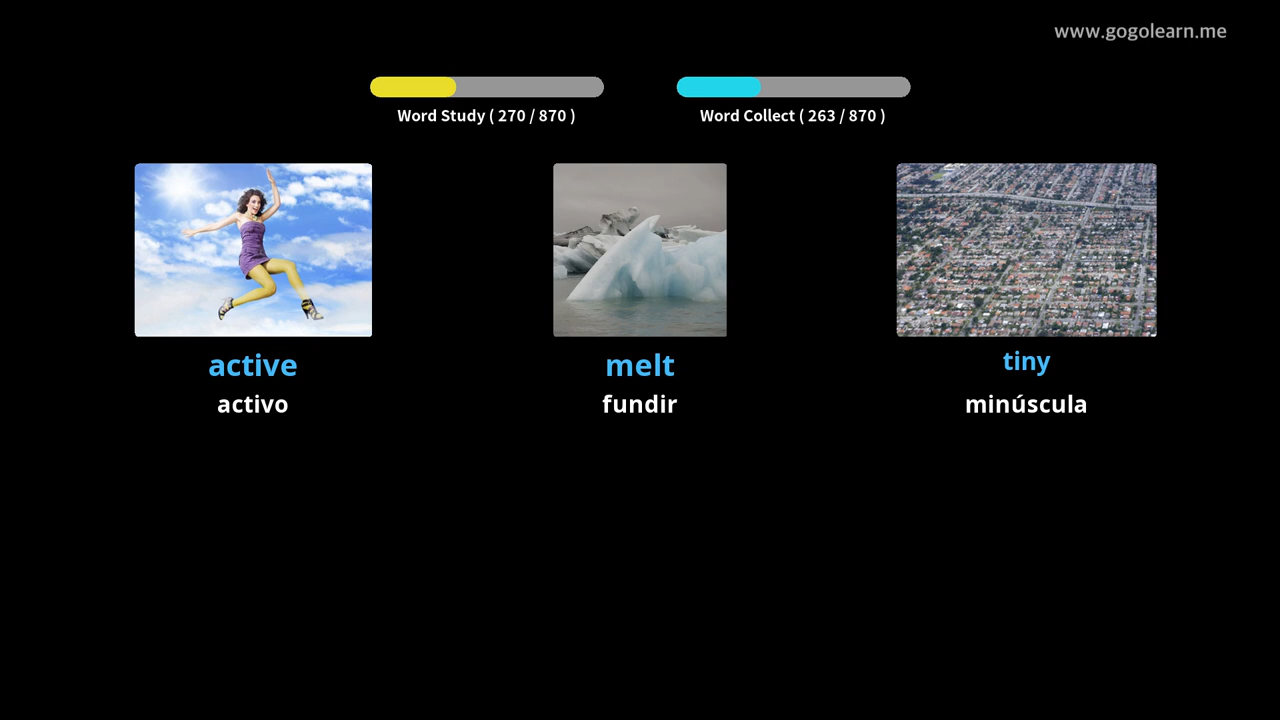 www.gogolearn.me
Word Study ( 270 / 870 )
Word Collect ( 263 / 870 )
active
activo
melt
fundir
tiny
minúscula